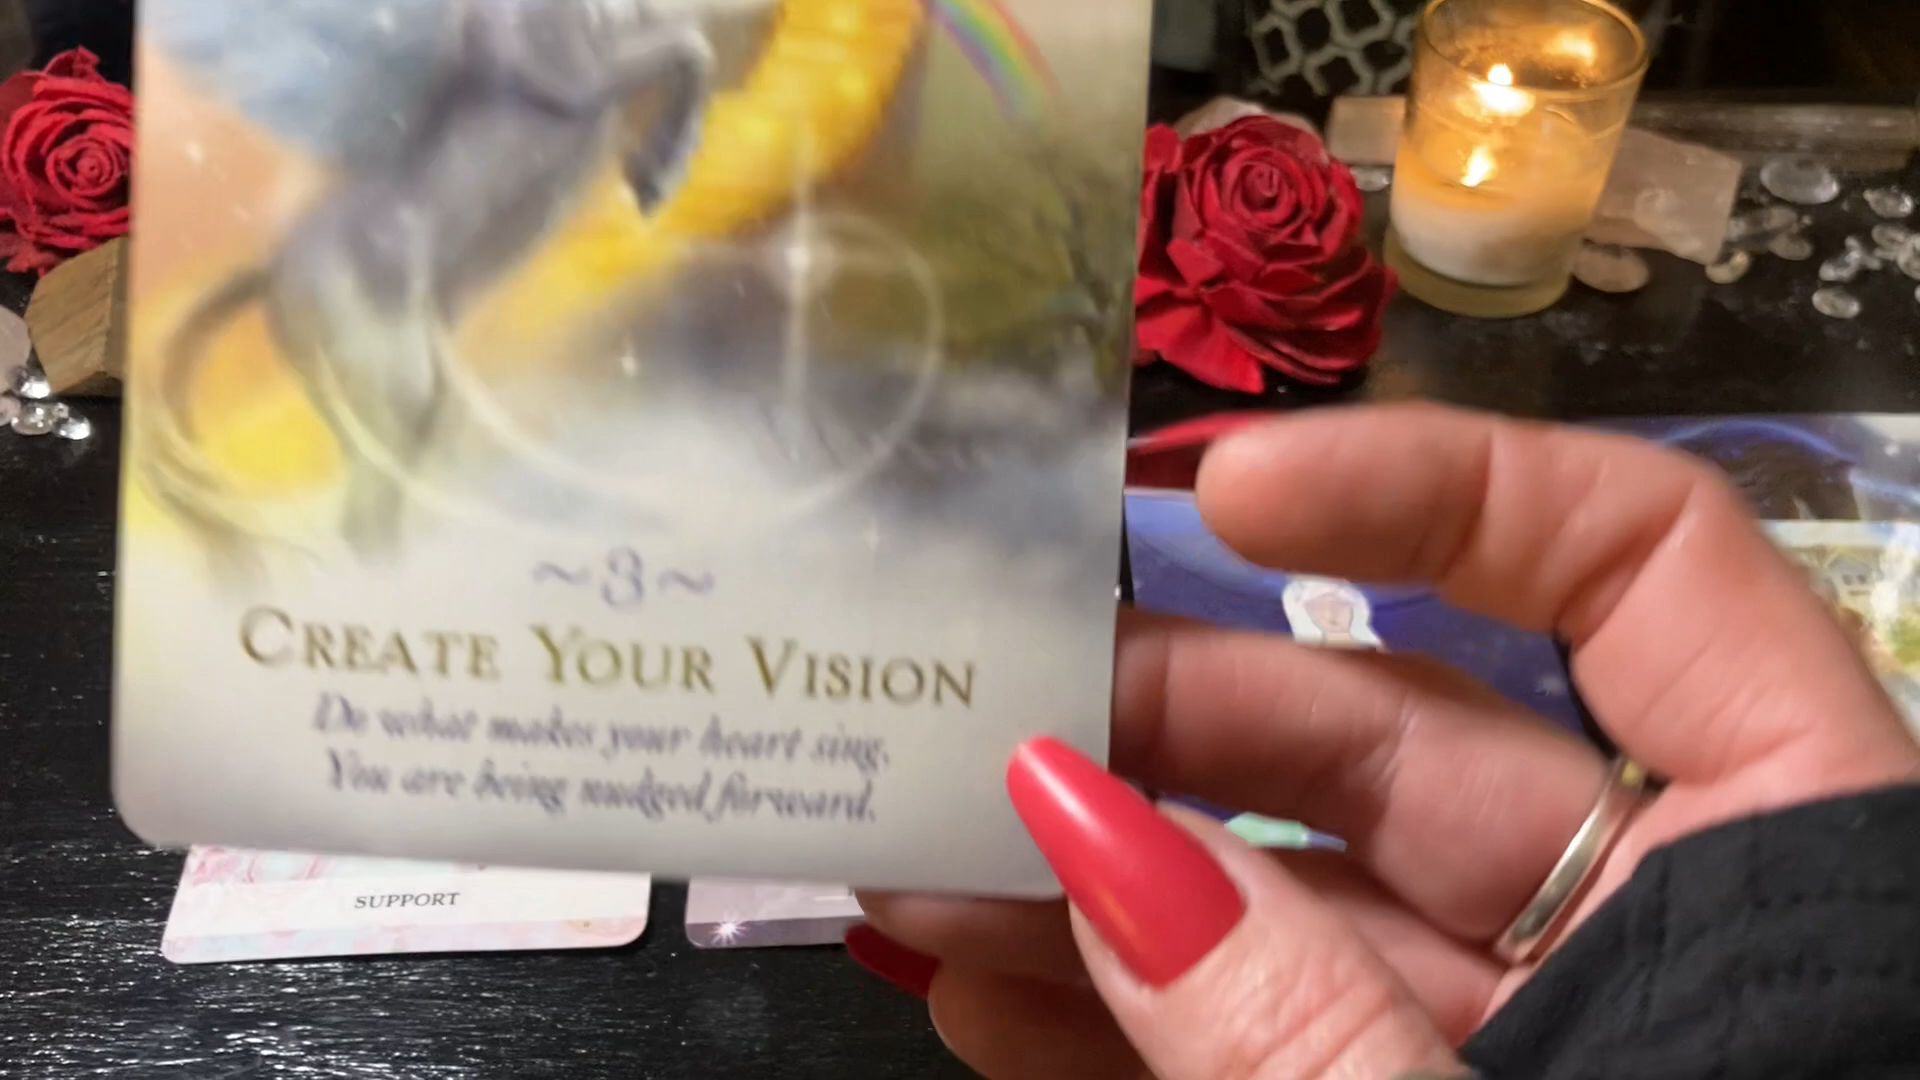 ~3~
CREATE YOUR VISION
Do what makes your heart sing.
You are being nudged forward.
SUPPORT